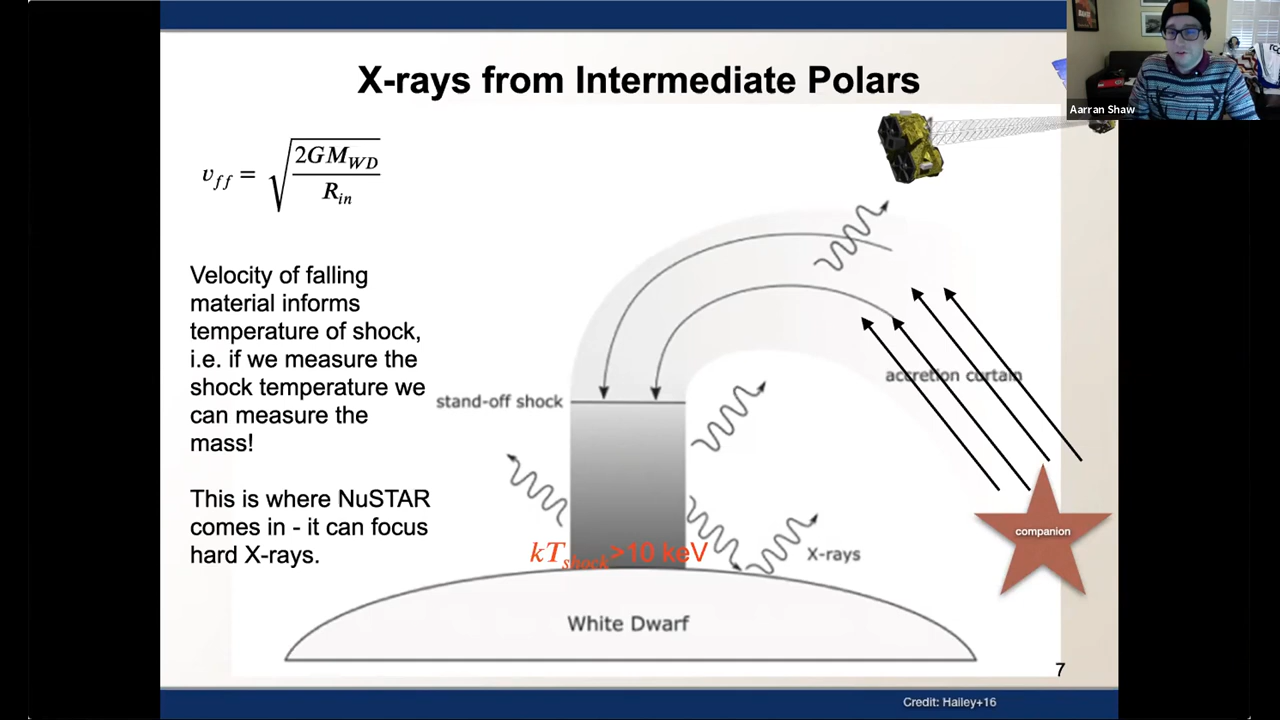 X-rays from Intermediate Polars
Aarran Shaw
v_ff = √(2GM_WD / R_in)
Velocity of falling
material informs
temperature of shock,
i.e. if we measure the
shock temperature we
can measure the
mass!
This is where NuSTAR
comes in - it can focus
hard X-rays.
accretion curtain
stand-off shock
companion
kT_shock >10 keV
X-rays
White Dwarf
7
Credit: Hailey+16